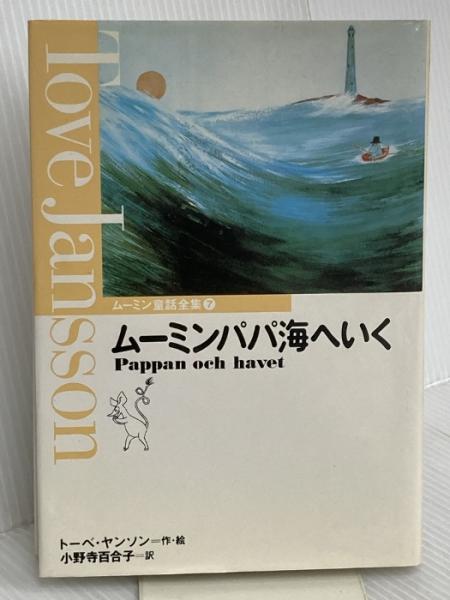 Tove Jansson
ムーミン童話全集7
ムーミンパパ海へいく
Pappan och havet
トーベ・ヤンソン=作・絵
小野寺百合子=訳